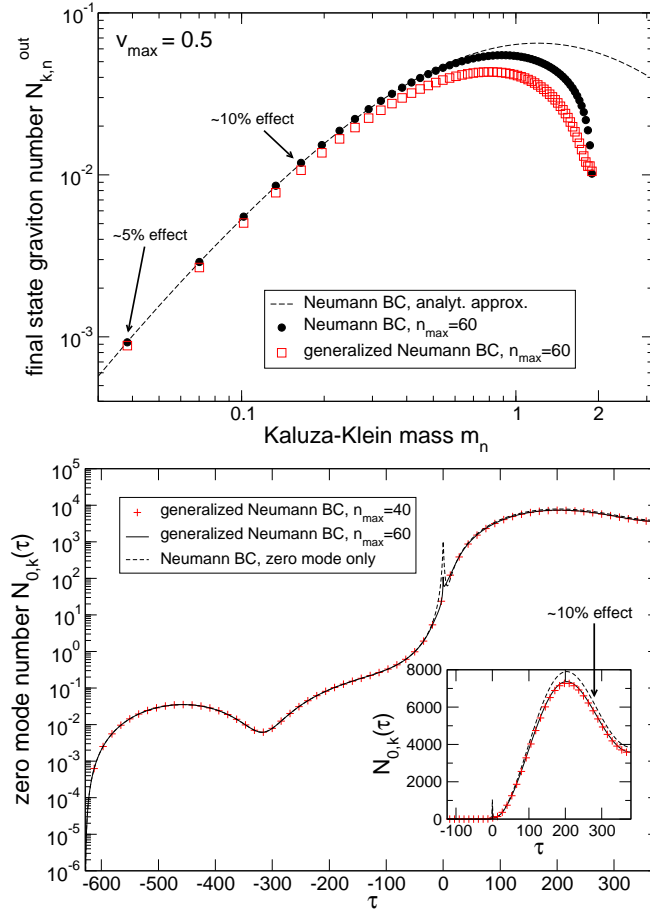 v_max = 0.5
final state graviton number N_{k,n}^{out}
10^-1
10^-2
10^-3
~10% effect
~5% effect
Neumann BC, analyt. approx.
Neumann BC, n_max=60
generalized Neumann BC, n_max=60
0.1 1 2
Kaluza-Klein mass m_n
zero mode number N_{0,k}(τ)
10^5
10^4
10^3
10^2
10^1
10^0
10^-1
10^-2
10^-3
10^-4
10^-5
10^-6
generalized Neumann BC, n_max=40
generalized Neumann BC, n_max=60
Neumann BC, zero mode only
~10% effect
N_{0,k}(τ)
8000
6000
4000
2000
0
-100 0 100 200 300
τ
-600 -500 -400 -300 -200 -100 0 100 200 300
τ